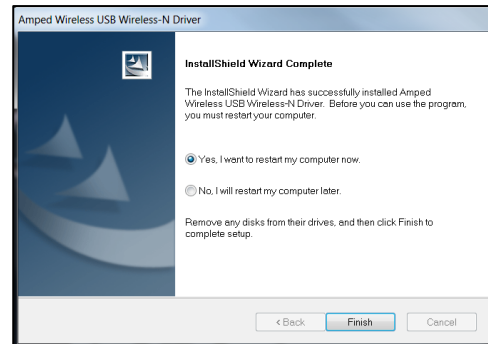 Amped Wireless USB Wireless-N Driver
InstallShield Wizard Complete
The InstallShield Wizard has successfully installed Amped
Wireless USB Wireless-N Driver. Before you can use the program,
you must restart your computer.
Yes, I want to restart my computer now.
No, I will restart my computer later.
Remove any disks from their drives, and then click Finish to
complete setup.
< Back Finish Cancel